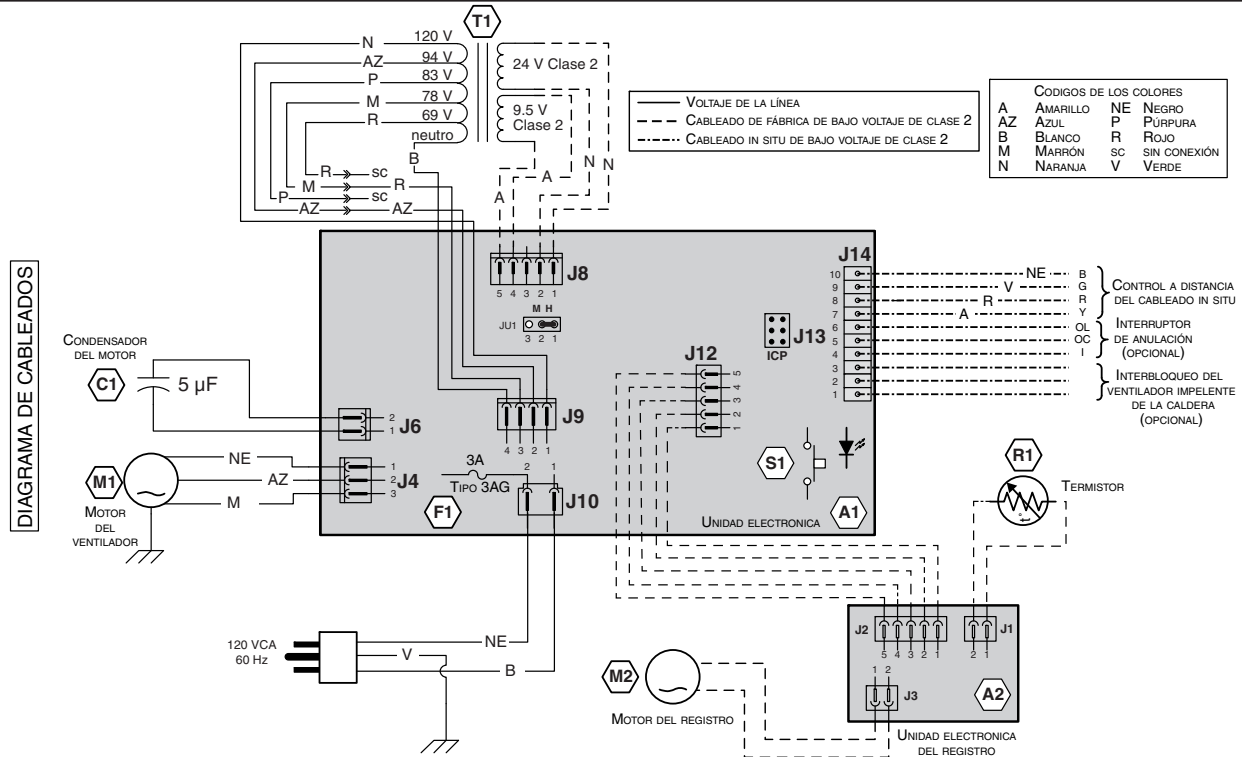 DIAGRAMA DE CABLEADOS
T1
N 120 V
AZ 94 V
P 83 V
M 78 V
R 69 V
neutro
B
24 V Clase 2
9.5 V
Clase 2
R sc
M R
P sc
AZ AZ
A A N N
VOLTAJE DE LA LÍNEA
CABLEADO DE FÁBRICA DE BAJO VOLTAJE DE CLASE 2
CABLEADO IN SITU DE BAJO VOLTAJE DE CLASE 2
CODIGOS DE LOS COLORES
A AMARILLO NE NEGRO
AZ AZUL P PÚRPURA
B BLANCO R ROJO
M MARRÓN SC SIN CONEXIÓN
N NARANJA V VERDE
J8
5 4 3 2 1
M H
JU1
3 2 1
J13
ICP
J12
5
4
3
2
1
J14
10 NE B
9 V G
8 R R
7 A Y
6 OL
5 OC
4 I
3
2
1
CONTROL A DISTANCIA
DEL CABLEADO IN SITU
INTERRUPTOR
DE ANULACIÓN
(OPCIONAL)
INTERBLOQUEO DEL
VENTILADOR IMPELENTE
DE LA CALDERA
(OPCIONAL)
CONDENSADOR
DEL MOTOR
C1
5 µF
2
1
J6
J9
4 3 2 1
M1
MOTOR
DEL
VENTILADOR
NE
AZ
M
1
2
3
J4
3A
TIPO 3AG
F1
2 1
J10
S1
A1
UNIDAD ELECTRONICA
R1
TERMISTOR
120 VCA
60 Hz
NE
V
B
M2
MOTOR DEL REGISTRO
J2
5 4 3 2 1
J1
2 1
1 2
J3
A2
UNIDAD ELECTRONICA
DEL REGISTRO